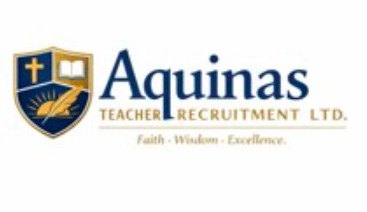 Aquinas
TEACHER RECRUITMENT LTD.
Faith · Wisdom · Excellence.